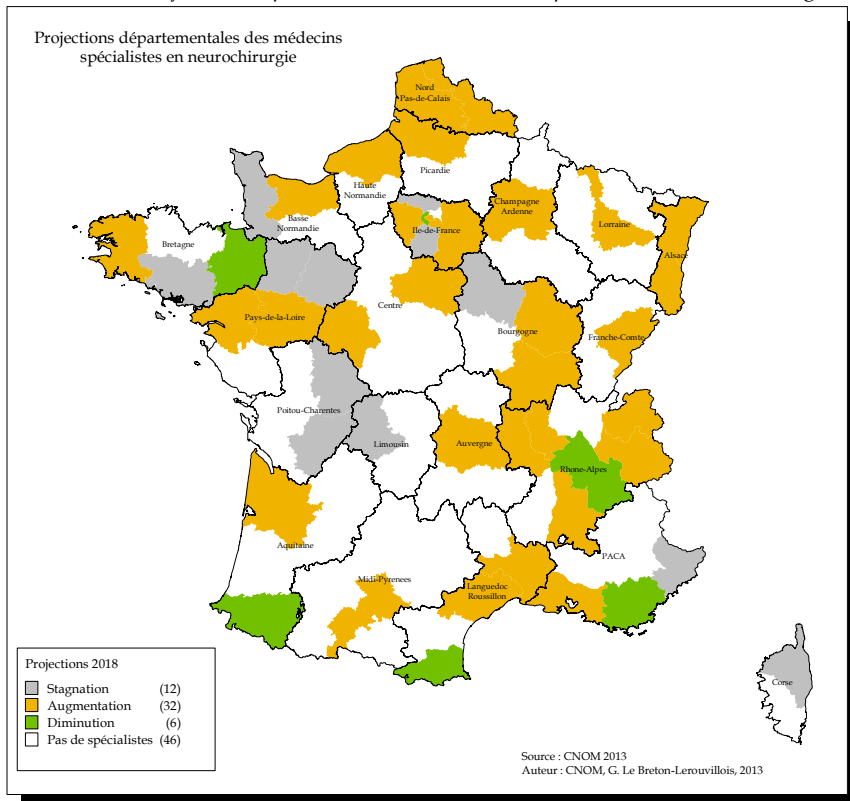 Projections départementales des médecins
spécialistes en neurochirurgie
Nord
Pas-de-Calais
Picardie
Haute
Normandie
Basse
Normandie
Champagne
Ardenne
Ile-de-France
Lorraine
Alsace
Bretagne
Centre
Pays-de-la-Loire
Bourgogne
Franche-Comte
Poitou-Charentes
Limousin
Auvergne
Rhone-Alpes
Aquitaine
PACA
Midi-Pyrenees
Languedoc
Roussillon
Corse
Projections 2018
Stagnation (12)
Augmentation (32)
Diminution (6)
Pas de spécialistes (46)
Source : CNOM 2013
Auteur : CNOM, G. Le Breton-Lerouvillois, 2013